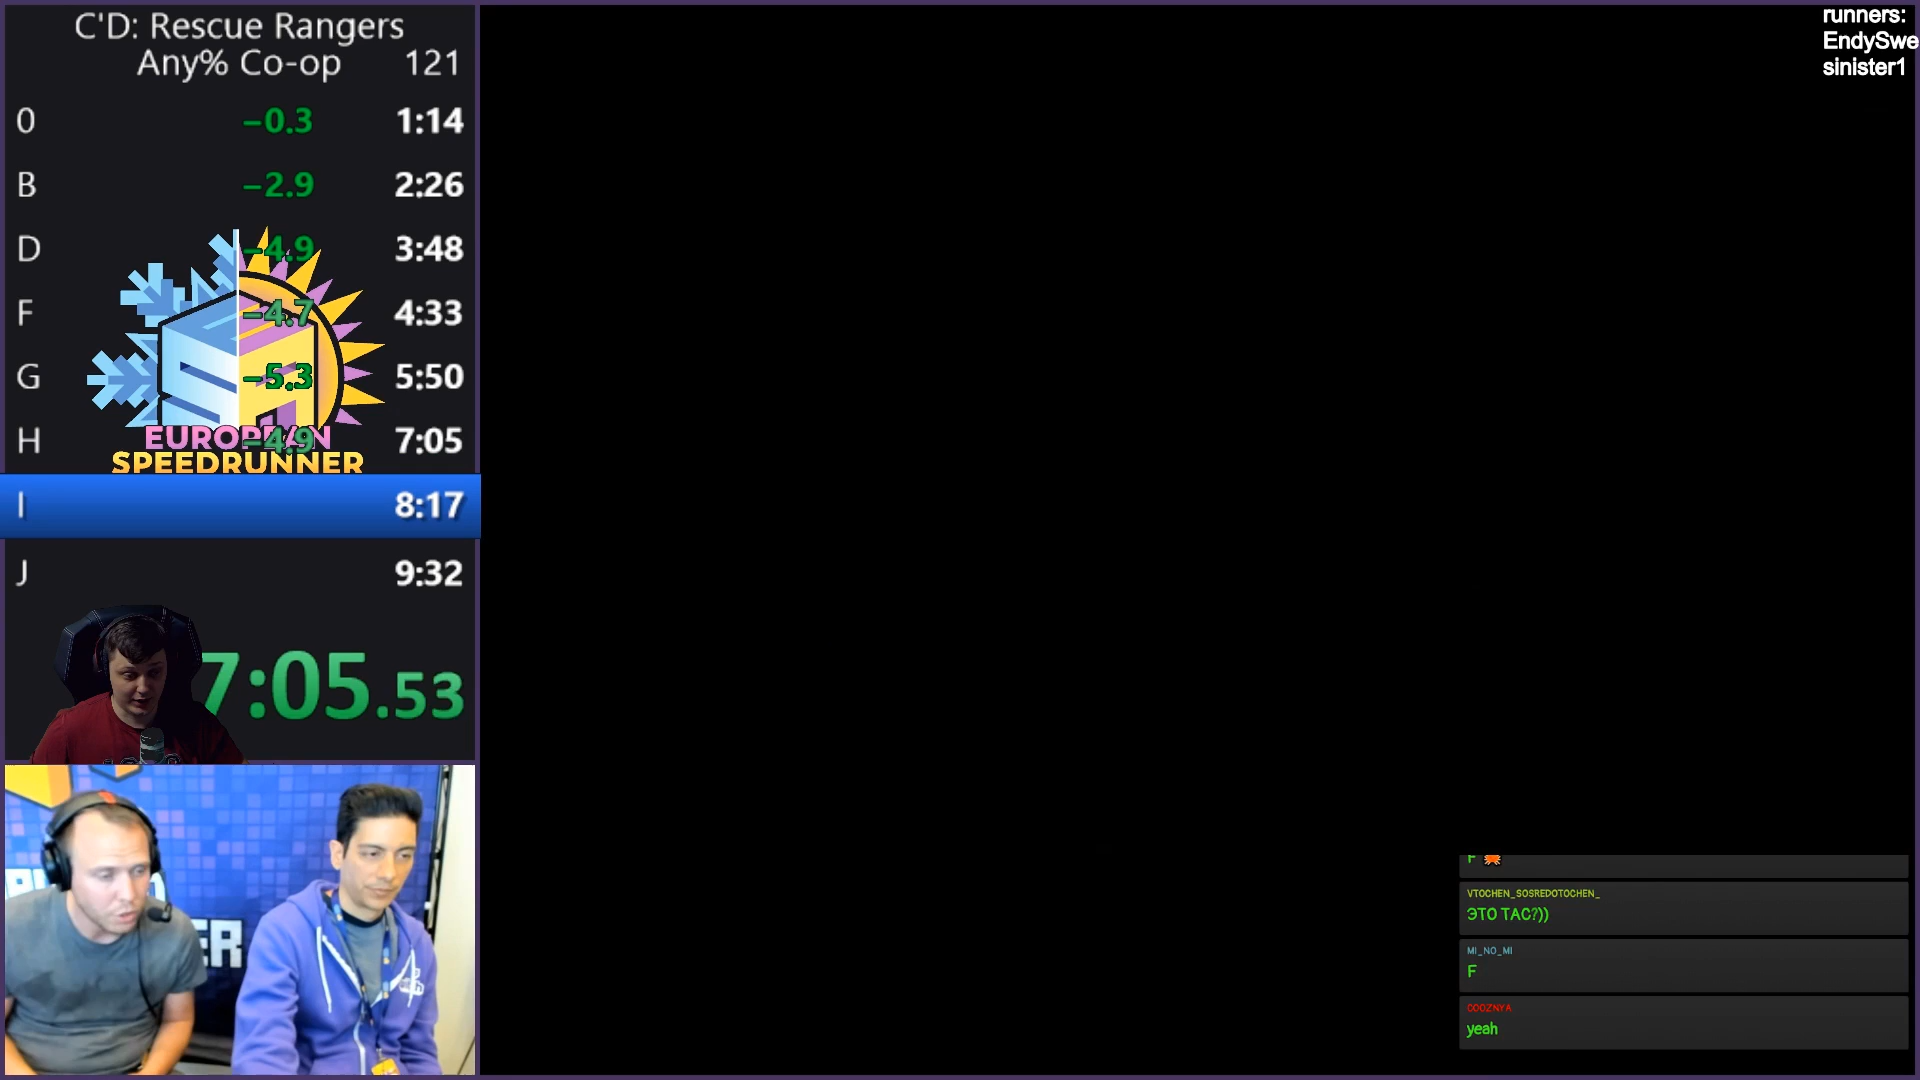 C'D: Rescue Rangers
Any% Co-op 121
0 −0.3 1:14
B −2.9 2:26
D −4.9 3:48
F −4.7 4:33
G −5.3 5:50
H −4.9 7:05
EUROPEAN
SPEEDRUNNER
I 8:17
J 9:32
7:05.53
runners:
EndySwe
sinister1
F
VTOCHEN_SOSREDOTOCHEN_
ЭТО ТАС?))
MI_NO_MI
F
COOZNYA
yeah